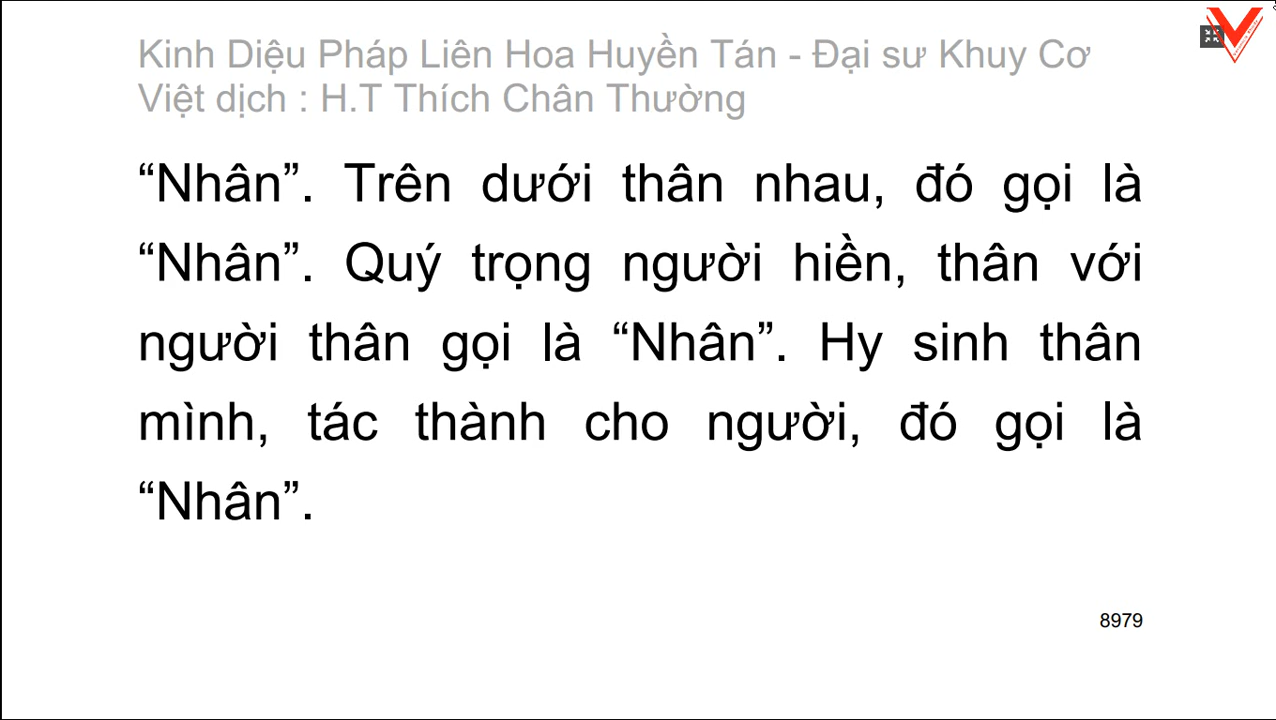 Kinh Diệu Pháp Liên Hoa Huyền Tán - Đại sư Khuy Cơ
Việt dịch : H.T Thích Chân Thường
“Nhân”. Trên dưới thân nhau, đó gọi là
“Nhân”. Quý trọng người hiền, thân với
người thân gọi là “Nhân”. Hy sinh thân
mình, tác thành cho người, đó gọi là
“Nhân”.
8979